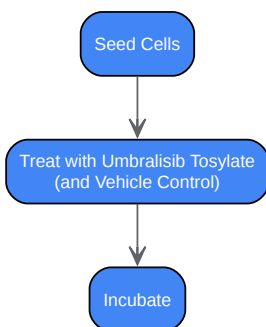 Seed Cells
Treat with Umbralisib Tosylate
(and Vehicle Control)
Incubate